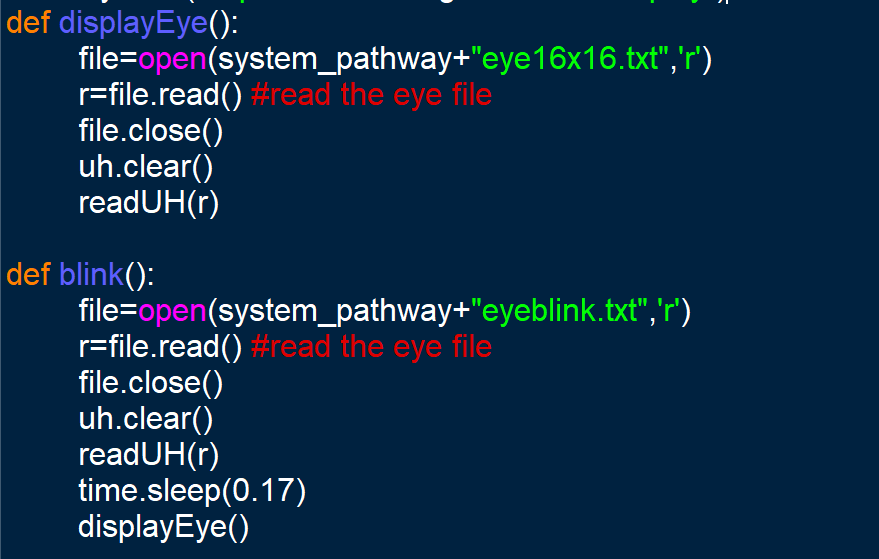 def displayEye():
file=open(system_pathway+"eye16x16.txt",'r')
r=file.read() #read the eye file
file.close()
uh.clear()
readUH(r)
def blink():
file=open(system_pathway+"eyeblink.txt",'r')
r=file.read() #read the eye file
file.close()
uh.clear()
readUH(r)
time.sleep(0.17)
displayEye()